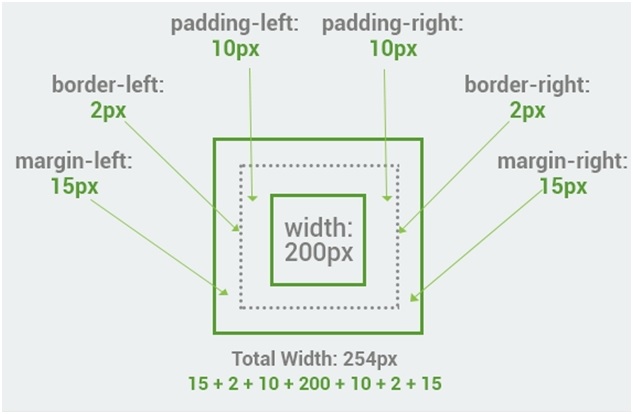 padding-left:
10px
padding-right:
10px
border-left:
2px
border-right:
2px
margin-left:
15px
margin-right:
15px
width:
200px
Total Width: 254px
15 + 2 + 10 + 200 + 10 + 2 + 15